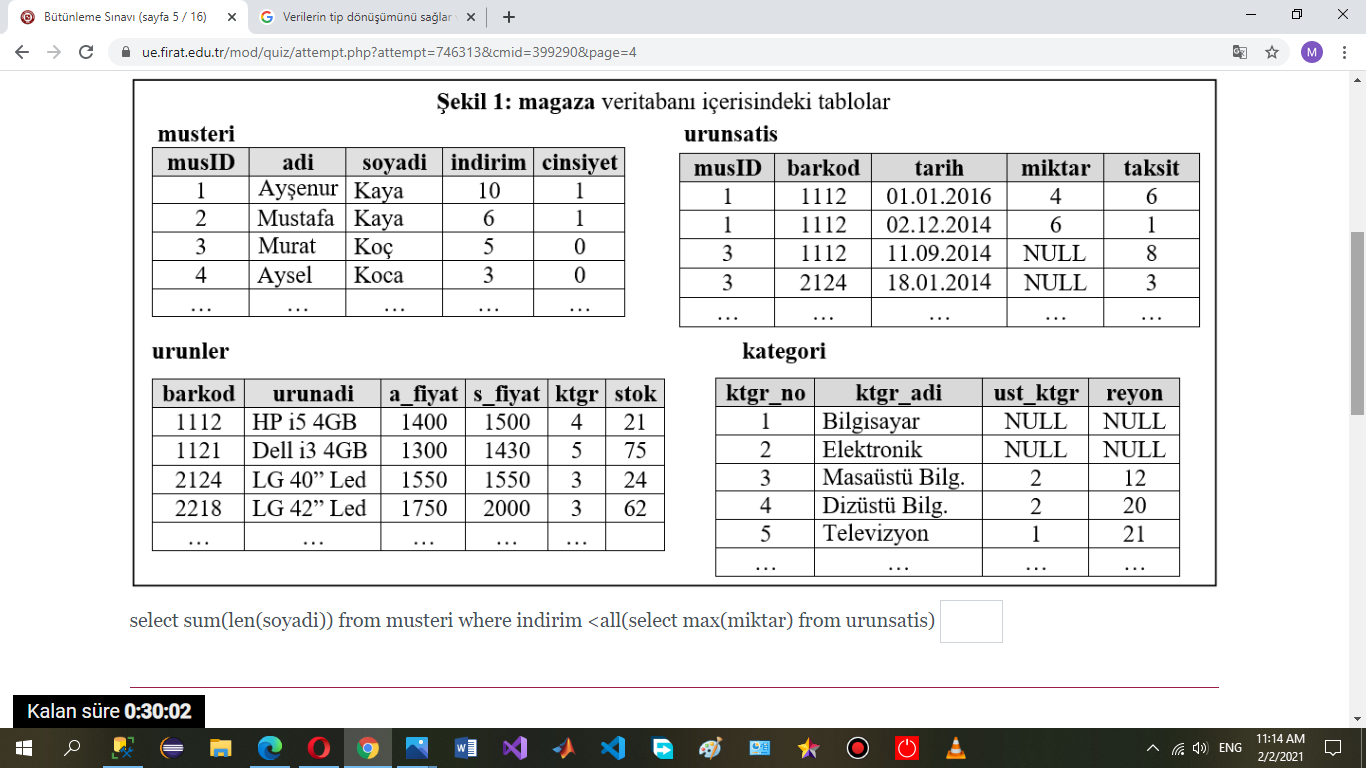 Bütünleme Sınavı (sayfa 5 / 16)
Verilerin tip dönüşümünü sağlar
ue.firat.edu.tr/mod/quiz/attempt.php?attempt=746313&cmid=399290&page=4
M
Şekil 1: magaza veritabanı içerisindeki tablolar
musteri
musID adi soyadi indirim cinsiyet
1 Ayşenur Kaya 10 1
2 Mustafa Kaya 6 1
3 Murat Koç 5 0
4 Aysel Koca 3 0
… … … … …
urunsatis
musID barkod tarih miktar taksit
1 1112 01.01.2016 4 6
1 1112 02.12.2014 6 1
3 1112 11.09.2014 NULL 8
3 2124 18.01.2014 NULL 3
… … … … …
urunler
barkod urunadi a_fiyat s_fiyat ktgr stok
1112 HP i5 4GB 1400 1500 4 21
1121 Dell i3 4GB 1300 1430 5 75
2124 LG 40” Led 1550 1550 3 24
2218 LG 42” Led 1750 2000 3 62
… … … … …
kategori
ktgr_no ktgr_adi ust_ktgr reyon
1 Bilgisayar NULL NULL
2 Elektronik NULL NULL
3 Masaüstü Bilg. 2 12
4 Dizüstü Bilg. 2 20
5 Televizyon 1 21
… … … …
select sum(len(soyadi)) from musteri where indirim <all(select max(miktar) from urunsatis)
Kalan süre 0:30:02
ENG
11:14 AM
2/2/2021